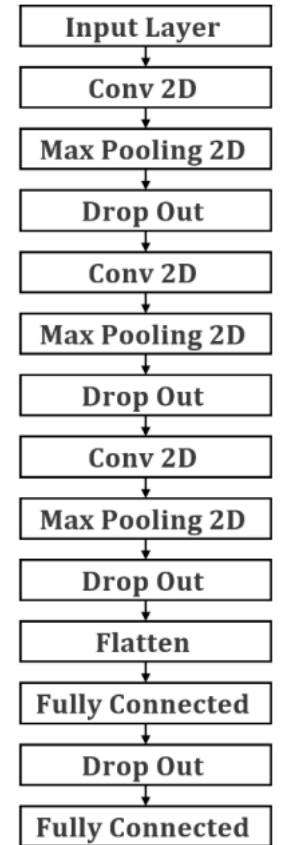 Input Layer
Conv 2D
Max Pooling 2D
Drop Out
Conv 2D
Max Pooling 2D
Drop Out
Conv 2D
Max Pooling 2D
Drop Out
Flatten
Fully Connected
Drop Out
Fully Connected